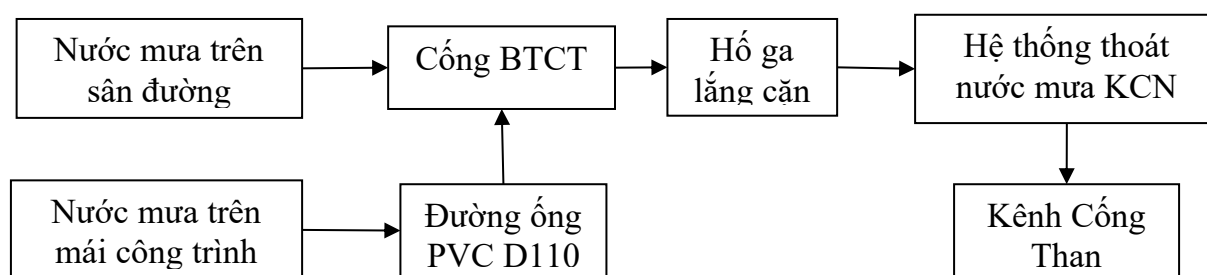 Nước mưa trên
sân đường
Cống BTCT
Hố ga
lắng cặn
Hệ thống thoát
nước mưa KCN
Nước mưa trên
mái công trình
Đường ống
PVC D110
Kênh Cống
Than